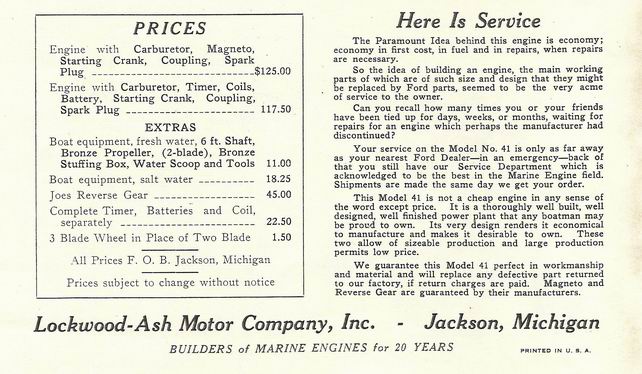 PRICES
Engine with Carburetor, Magneto,
Starting Crank, Coupling, Spark
Plug $125.00
Engine with Carburetor, Timer, Coils,
Battery, Starting Crank, Coupling,
Spark Plug 117.50
EXTRAS
Boat equipment, fresh water, 6 ft. Shaft,
Bronze Propeller, (2-blade), Bronze
Stuffing Box, Water Scoop and Tools 11.00
Boat equipment, salt water 18.25
Joes Reverse Gear 45.00
Complete Timer, Batteries and Coil,
separately 22.50
3 Blade Wheel in Place of Two Blade 1.50
All Prices F. O. B. Jackson, Michigan
Prices subject to change without notice
Here Is Service
The Paramount Idea behind this engine is economy;
economy in first cost, in fuel and in repairs, when repairs
are necessary.
So the idea of building an engine, the main working
parts of which are of such size and design that they might
be replaced by Ford parts, seemed to be the very acme
of service to the owner.
Can you recall how many times you or your friends
have been tied up for days, weeks, or months, waiting for
repairs for an engine which perhaps the manufacturer had
discontinued?
Your service on the Model No. 41 is only as far away
as your nearest Ford Dealer—in an emergency—back of
that you still have our Service Department which is
acknowledged to be the best in the Marine Engine field.
Shipments are made the same day we get your order.
This Model 41 is not a cheap engine in any sense of
the word except price. It is a thoroughly well built, well
designed, well finished power plant that any boatman may
be proud to own. Its very design renders it economical
to manufacture and makes it desirable to own. These
two allow of sizeable production and large production
permits low price.
We guarantee this Model 41 perfect in workmanship
and material and will replace any defective part returned
to our factory, if return charges are paid. Magneto and
Reverse Gear are guaranteed by their manufacturers.
Lockwood-Ash Motor Company, Inc. - Jackson, Michigan
BUILDERS of MARINE ENGINES for 20 YEARS
PRINTED IN U. S. A.